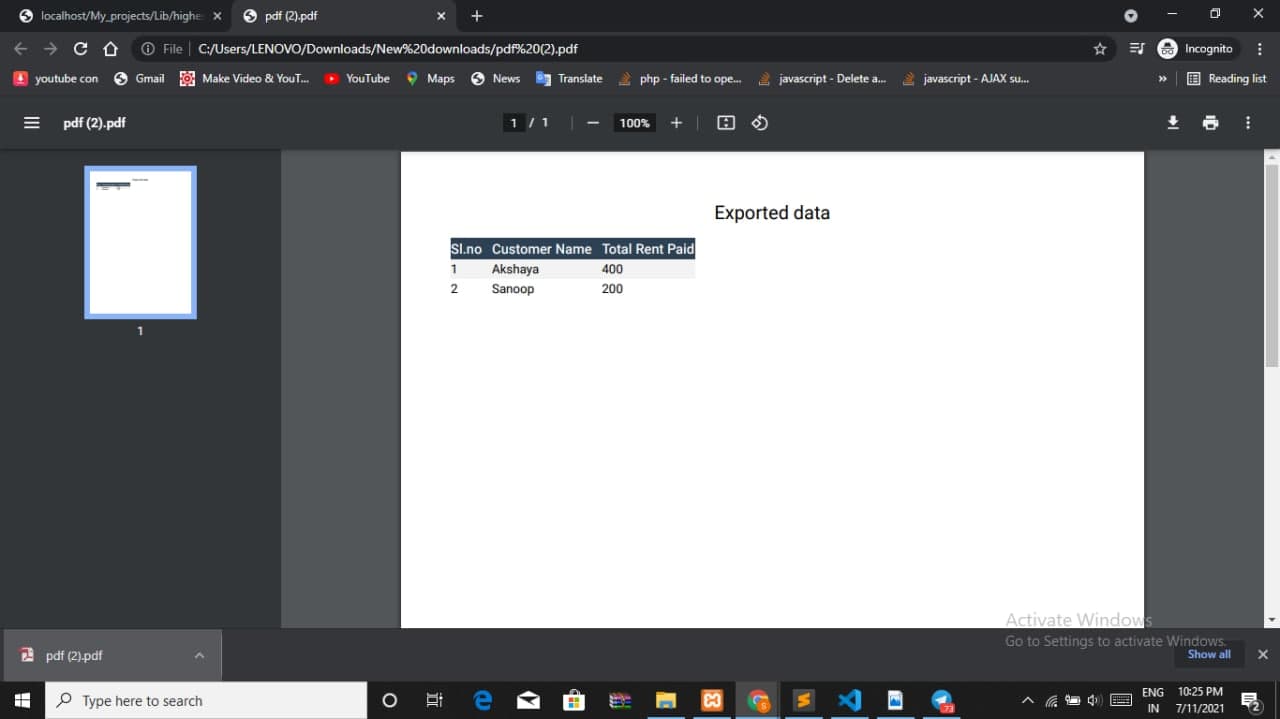 localhost/My_projects/Lib/highe
pdf (2).pdf
File
C:/Users/LENOVO/Downloads/New%20downloads/pdf%20(2).pdf
Incognito
youtube con
Gmail
Make Video & YouT...
YouTube
Maps
News
Translate
php - failed to ope...
javascript - Delete a...
javascript - AJAX su...
»
Reading list
pdf (2).pdf
1 / 1
100%
Exported data
Sl.no Customer Name Total Rent Paid
1 Akshaya 400
2 Sanoop 200
1
Activate Windows
Go to Settings to activate Windows.
pdf (2).pdf
Show all
Type here to search
73
ENG
IN
10:25 PM
7/11/2021
2